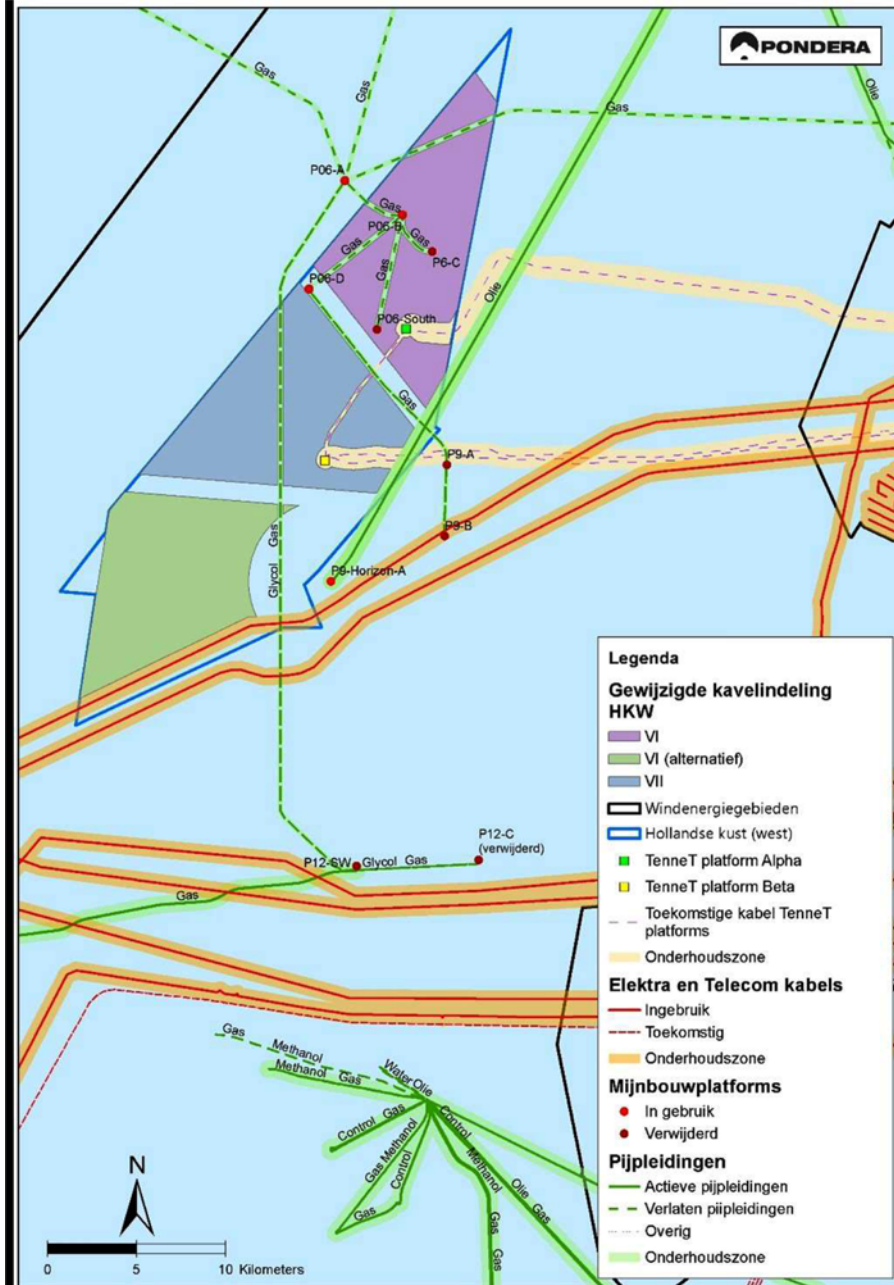 PONDERA
Gas
Gas
Gas
Olie
P06-A
Gas
P06-B
Gas
P6-C
Gas
Gas
P06-D
Olie
P06-South
Gas
P9-A
P9-B
Glycol Gas
P9-Horizon-A
P12-C
(verwijderd)
P12-SW
Glycol Gas
Gas
Gas
Methanol
Methanol Gas
Water
Olie
Control Gas
Control
Gas Methanol
Control
Methanol
Gas
Olie Gas
Gas
Gas
N
0 5 10 Kilometers
Legenda
Gewijzigde kavelindeling
HKW
VI
VI (alternatief)
VII
Windenergiegebieden
Hollandse kust (west)
TenneT platform Alpha
TenneT platform Beta
Toekomstige kabel TenneT
platforms
Onderhoudszone
Elektra en Telecom kabels
Ingebruik
Toekomstig
Onderhoudszone
Mijnbouwplatforms
In gebruik
Verwijderd
Pijpleidingen
Actieve pijpleidingen
Verlaten pijpleidingen
Overig
Onderhoudszone